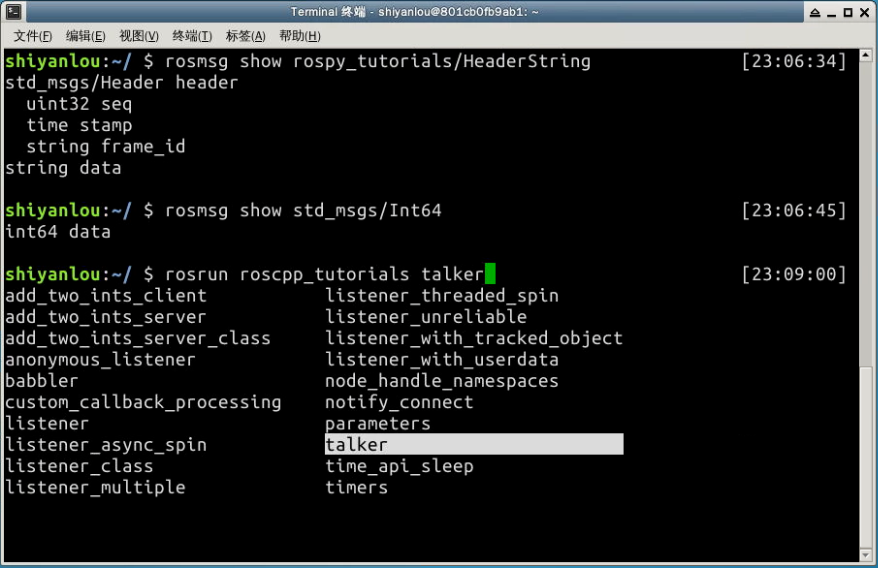 Terminal 终端 - shiyanlou@801cb0fb9ab1: ~
文件(F) 编辑(E) 视图(V) 终端(T) 标签(A) 帮助(H)
shiyanlou:~/ $ rosmsg show rospy_tutorials/HeaderString [23:06:34]
std_msgs/Header header
  uint32 seq
  time stamp
  string frame_id
string data
shiyanlou:~/ $ rosmsg show std_msgs/Int64 [23:06:45]
int64 data
shiyanlou:~/ $ rosrun roscpp_tutorials talker [23:09:00]
add_two_ints_client listener_threaded_spin
add_two_ints_server listener_unreliable
add_two_ints_server_class listener_with_tracked_object
anonymous_listener listener_with_userdata
babbler node_handle_namespaces
custom_callback_processing notify_connect
listener parameters
listener_async_spin talker
listener_class time_api_sleep
listener_multiple timers